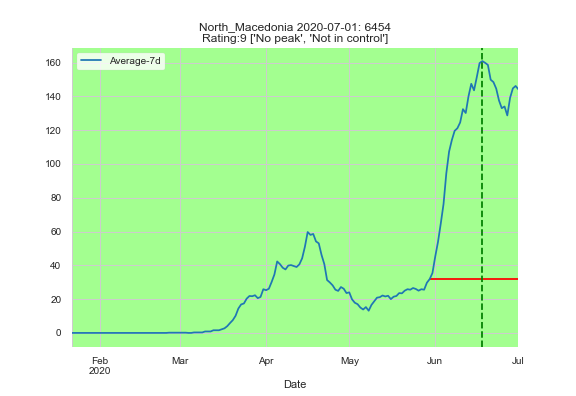 North_Macedonia 2020-07-01: 6454
Rating:9 ['No peak', 'Not in control']
Average-7d
160
140
120
100
80
60
40
20
0
Feb
2020
Mar
Apr
May
Jun
Jul
Date